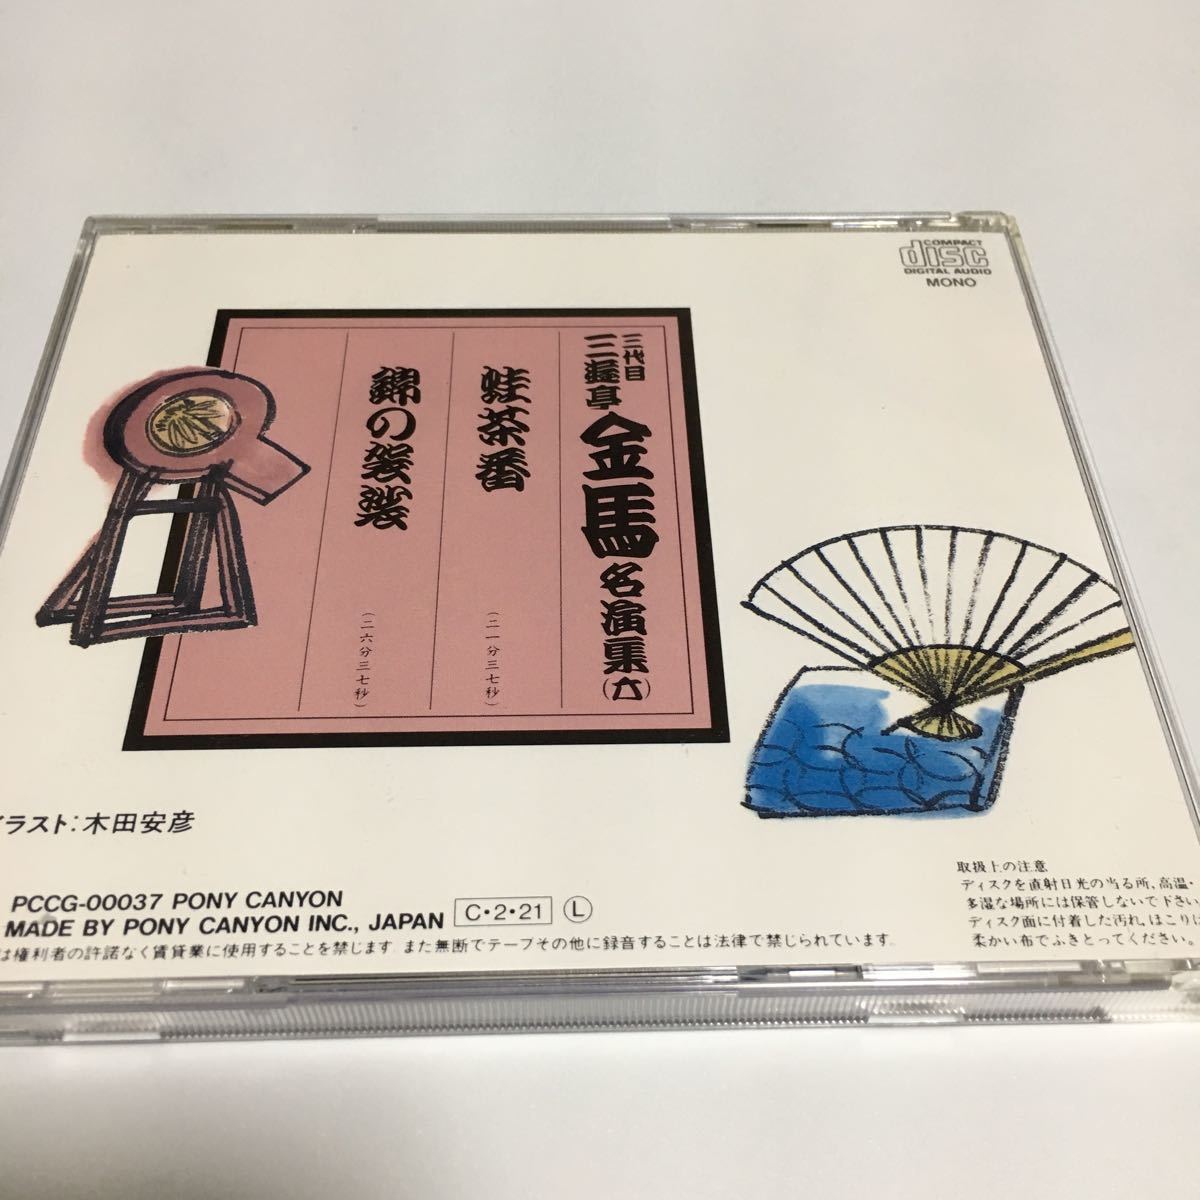 COMPACT
disc
DIGITAL AUDIO
MONO
三代目
三遊亭金馬名演集(六)
蛙茶番
(二一分三七秒)
錦の袈裟
(二六分三七秒)
イラスト:木田安彦
PCCG-00037 PONY CANYON
MADE BY PONY CANYON INC., JAPAN C・2・21 L
は権利者の許諾なく賃貸業に使用することを禁じます。また無断でテープその他に録音することは法律で禁じられています。
取扱上の注意
ディスクを直射日光の当る所、高温・
多湿な場所には保管しないで下さい。
ディスク面に付着した汚れ、ほこりは
柔かい布でふきとってください。